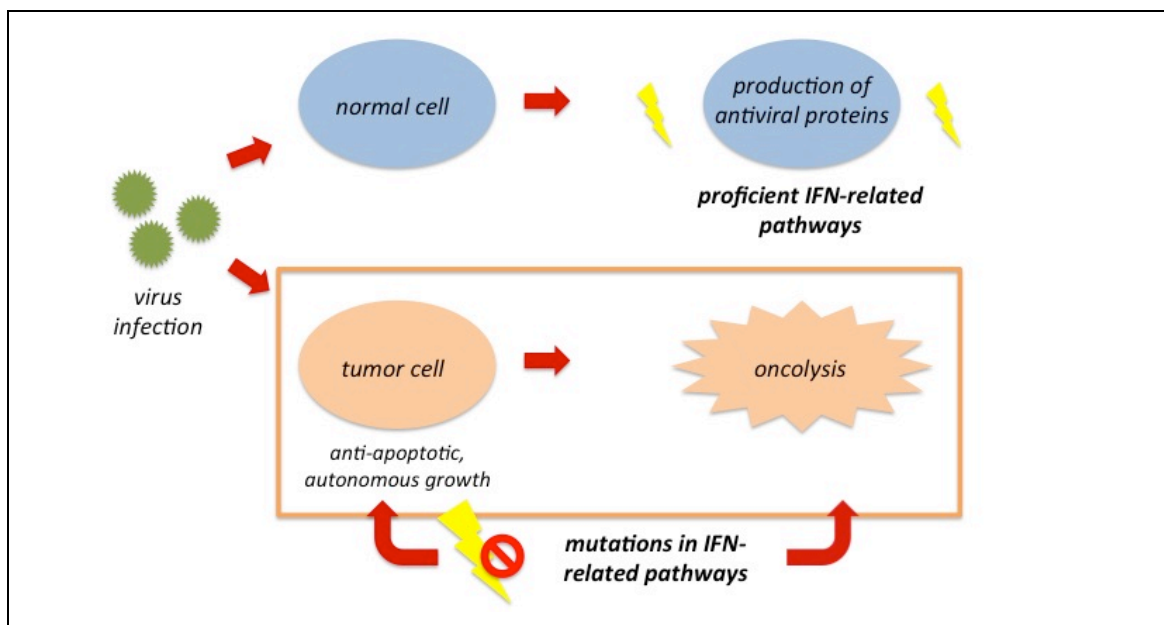 normal cell
production of
antiviral proteins
proficient IFN-related
pathways
virus
infection
tumor cell
oncolysis
anti-apoptotic,
autonomous growth
mutations in IFN-
related pathways